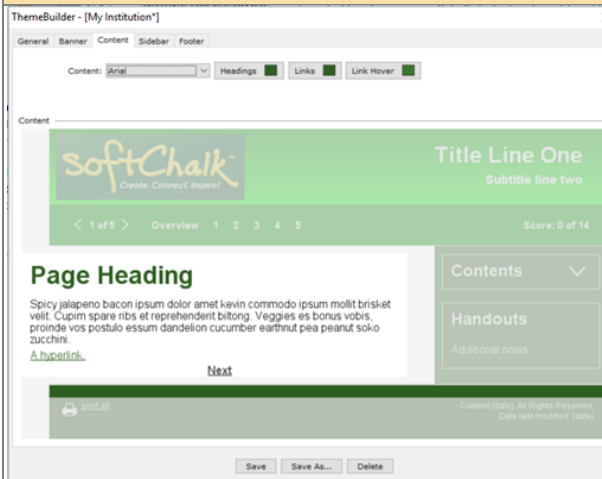 ThemeBuilder - [My Institution*]
General Banner Content Sidebar Footer
Content: Arial Headings Links Link Hover
Content
SoftChalk™
Create. Connect. Inspire!
Title Line One
Subtitle line two
< 1 of 5 > Overview 1 2 3 4 5 Score: 0 of 14
Page Heading
Spicy jalapeno bacon ipsum dolor amet kevin commodo ipsum mollit brisket
velit. Cupim spare ribs et reprehenderit biltong. Veggies es bonus vobis,
proinde vos postulo essum dandelion cucumber earthnut pea peanut soko
zucchini.
A hyperlink.
Next
Contents
Handouts
Additional notes
print all
Content (date). All Rights Reserved.
Date last modified: (date)
Save Save As... Delete